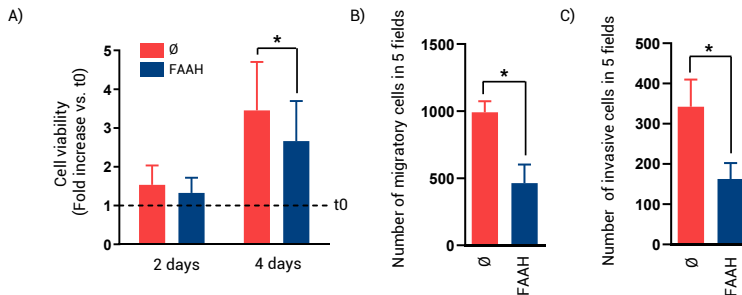 A)
Cell viability
(Fold increase vs. t0)
5
4
3
2
1
0
Ø
FAAH
*
t0
2 days
4 days
B)
Number of migratory cells in 5 fields
1500
1000
500
0
*
Ø
FAAH
C)
Number of invasive cells in 5 fields
500
400
300
200
100
0
*
Ø
FAAH